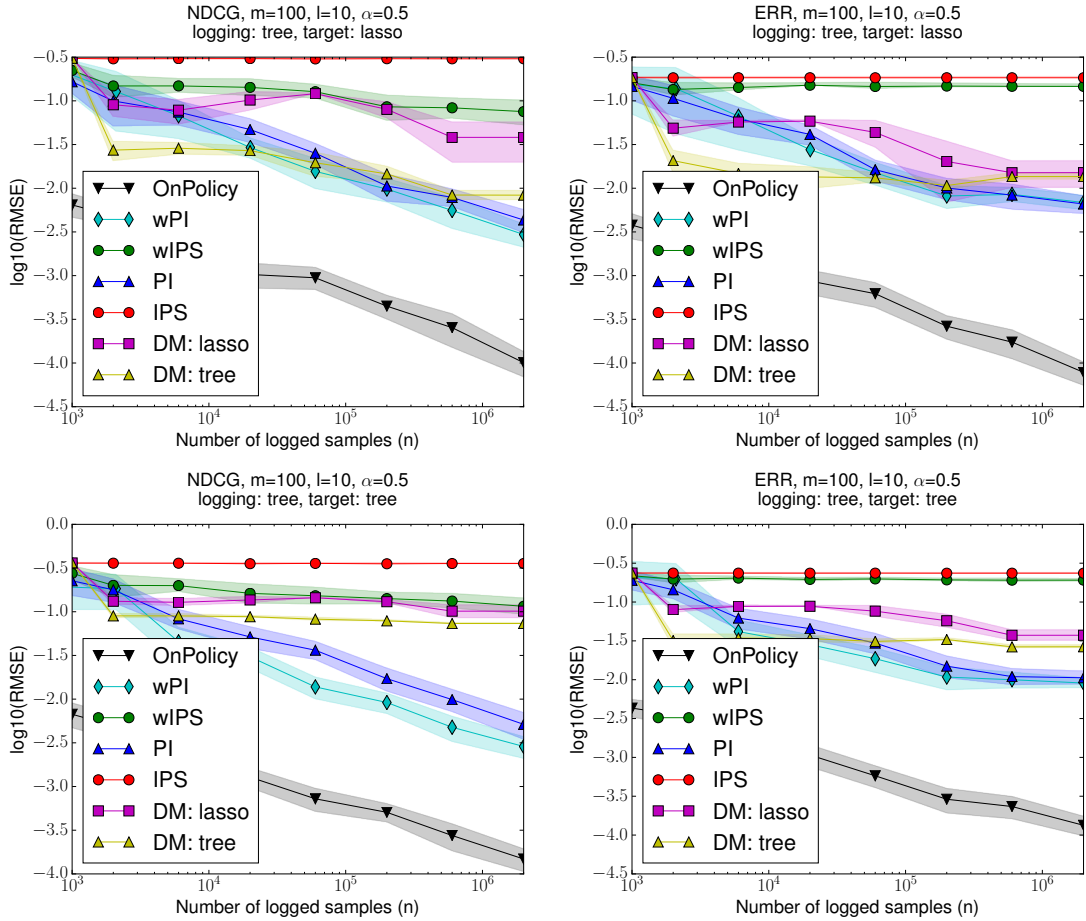 NDCG, m=100, l=10, α=0.5
logging: tree, target: lasso
−0.5
−1.0
−1.5
−2.0
−2.5
−3.0
−3.5
−4.0
−4.5
log10(RMSE)
OnPolicy
wPI
wIPS
PI
IPS
DM: lasso
DM: tree
10^3
10^4
10^5
10^6
Number of logged samples (n)
ERR, m=100, l=10, α=0.5
logging: tree, target: lasso
−0.5
−1.0
−1.5
−2.0
−2.5
−3.0
−3.5
−4.0
−4.5
log10(RMSE)
OnPolicy
wPI
wIPS
PI
IPS
DM: lasso
DM: tree
10^3
10^4
10^5
10^6
Number of logged samples (n)
NDCG, m=100, l=10, α=0.5
logging: tree, target: tree
0.0
−0.5
−1.0
−1.5
−2.0
−2.5
−3.0
−3.5
−4.0
log10(RMSE)
OnPolicy
wPI
wIPS
PI
IPS
DM: lasso
DM: tree
10^3
10^4
10^5
10^6
Number of logged samples (n)
ERR, m=100, l=10, α=0.5
logging: tree, target: tree
0.5
0.0
−0.5
−1.0
−1.5
−2.0
−2.5
−3.0
−3.5
−4.0
−4.5
log10(RMSE)
OnPolicy
wPI
wIPS
PI
IPS
DM: lasso
DM: tree
10^3
10^4
10^5
10^6
Number of logged samples (n)